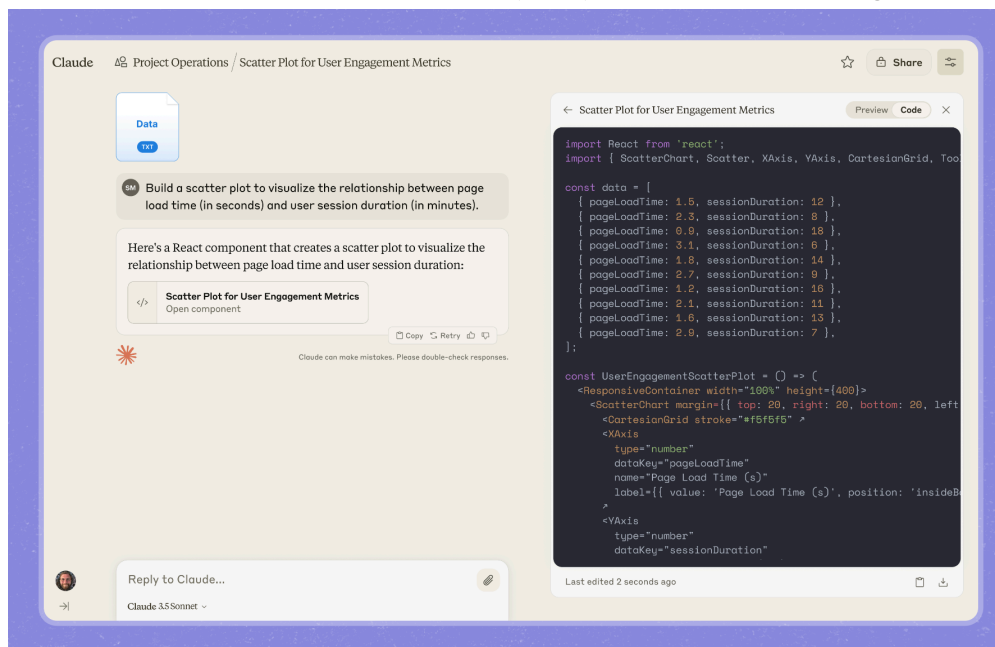 Claude
Project Operations / Scatter Plot for User Engagement Metrics
Share
Data
TXT
SM
Build a scatter plot to visualize the relationship between page
load time (in seconds) and user session duration (in minutes).
Here's a React component that creates a scatter plot to visualize the
relationship between page load time and user session duration:
</>
Scatter Plot for User Engagement Metrics
Open component
Copy Retry
Claude can make mistakes. Please double-check responses.
Reply to Claude...
Claude 3.5 Sonnet
Scatter Plot for User Engagement Metrics
Preview Code
import React from 'react';
import { ScatterChart, Scatter, XAxis, YAxis, CartesianGrid, Too
const data = [
{ pageLoadTime: 1.5, sessionDuration: 12 },
{ pageLoadTime: 2.3, sessionDuration: 8 },
{ pageLoadTime: 0.9, sessionDuration: 18 },
{ pageLoadTime: 3.1, sessionDuration: 6 },
{ pageLoadTime: 1.8, sessionDuration: 14 },
{ pageLoadTime: 2.7, sessionDuration: 9 },
{ pageLoadTime: 1.2, sessionDuration: 16 },
{ pageLoadTime: 2.1, sessionDuration: 11 },
{ pageLoadTime: 1.6, sessionDuration: 13 },
{ pageLoadTime: 2.9, sessionDuration: 7 },
];
const UserEngagementScatterPlot = () => (
<ResponsiveContainer width="100%" height={400}>
<ScatterChart margin={{ top: 20, right: 20, bottom: 20, left
<CartesianGrid stroke="#f5f5f5" ↗
<XAxis
type="number"
dataKey="pageLoadTime"
name="Page Load Time (s)"
label={{ value: 'Page Load Time (s)', position: 'insideBo
↗
<YAxis
type="number"
dataKey="sessionDuration"
Last edited 2 seconds ago